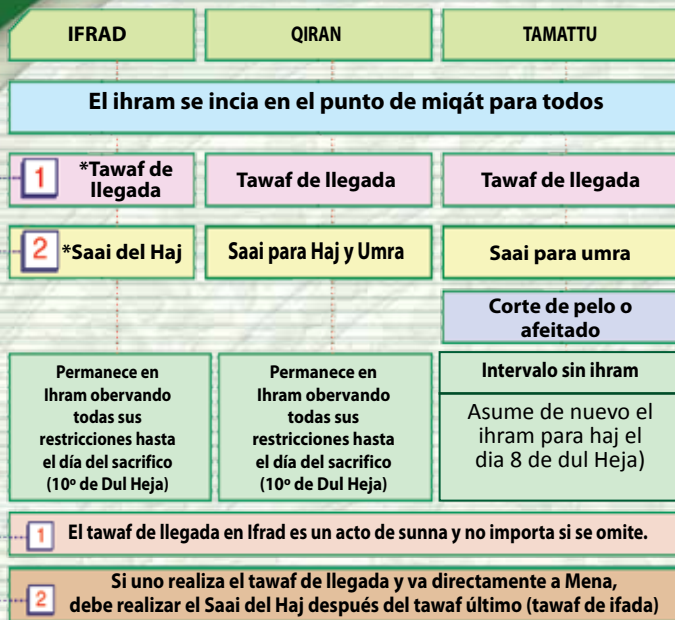 IFRAD
QIRAN
TAMATTU
El ihram se incia en el punto de miqát para todos
1
*Tawaf de
llegada
Tawaf de llegada
Tawaf de llegada
2
*Saai del Haj
Saai para Haj y Umra
Saai para umra
Corte de pelo o
afeitado
Permanece en
Ihram obervando
todas sus
restricciones hasta
el día del sacrifico
(10º de Dul Heja)
Permanece en
Ihram obervando
todas sus
restricciones hasta
el día del sacrifico
(10º de Dul Heja)
Intervalo sin ihram
Asume de nuevo el
ihram para haj el
dia 8 de dul Heja)
1
El tawaf de llegada en Ifrad es un acto de sunna y no importa si se omite.
2
Si uno realiza el tawaf de llegada y va directamente a Mena,
debe realizar el Saai del Haj después del tawaf último (tawaf de ifada)